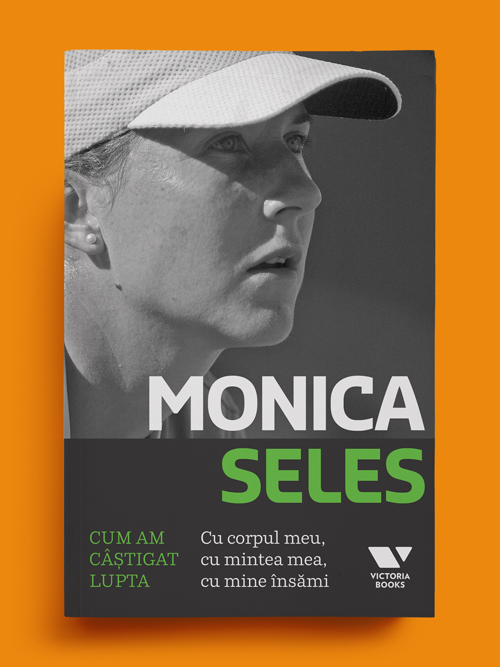 MONICA
SELES
CUM AM
CÂȘTIGAT
LUPTA
Cu corpul meu,
cu mintea mea,
cu mine însămi
VICTORIA
BOOKS